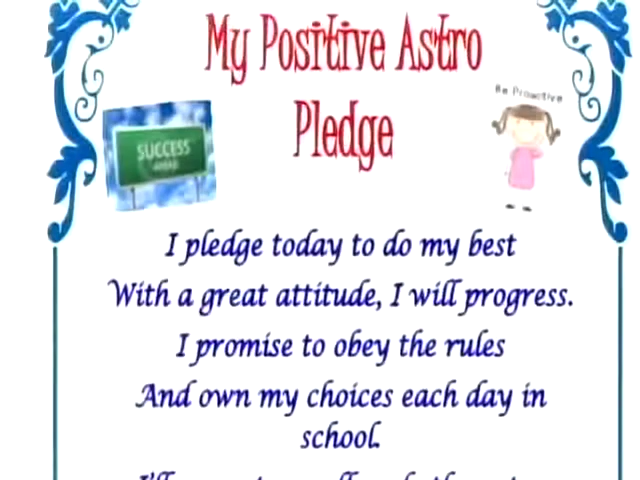 My Positive Astro
Pledge
Be Proactive
SUCCESS
AHEAD
I pledge today to do my best
With a great attitude, I will progress.
I promise to obey the rules
And own my choices each day in
school.